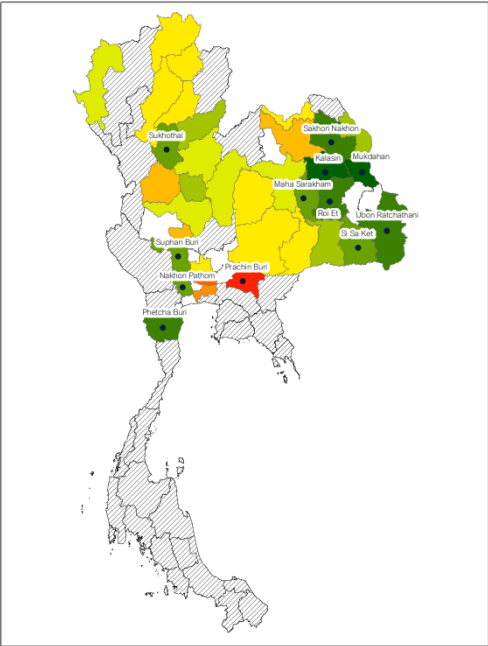 Sukhothai
Sakhon Nakhon
Kalasin
Mukdahan
Maha Sarakham
Roi Et
Ubon Ratchathani
Si Sa Ket
Suphan Buri
Prachin Buri
Nakhon Pathom
Phetcha Buri